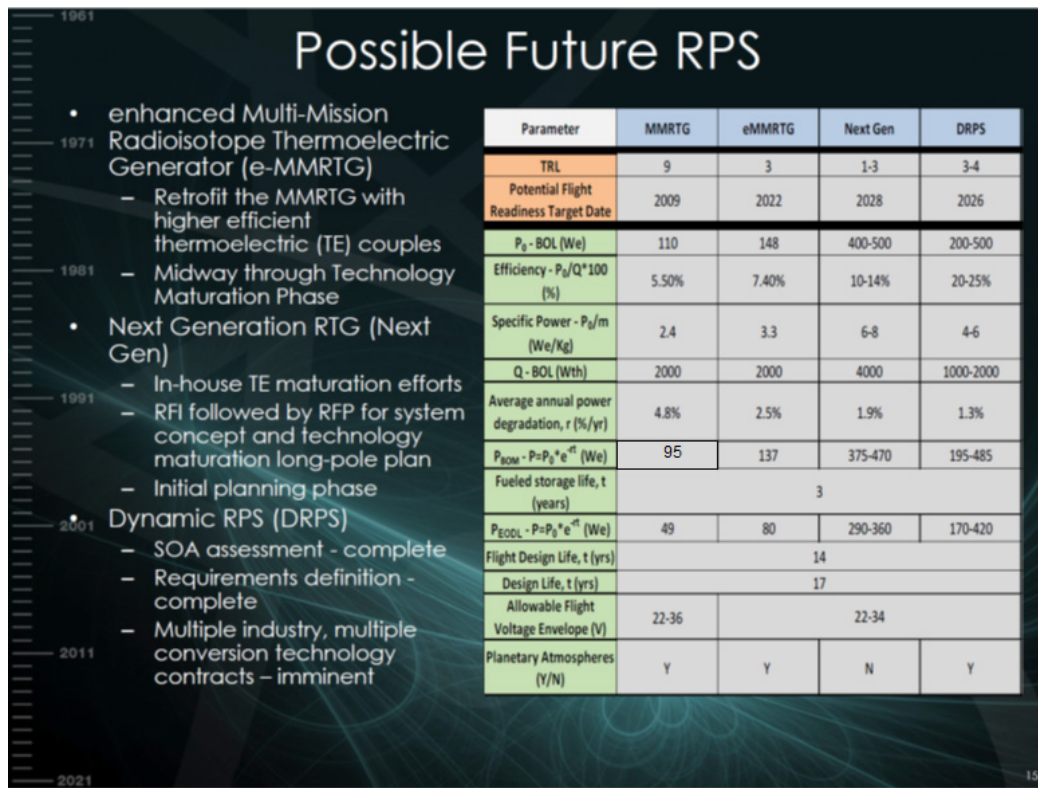 1961
Possible Future RPS
• enhanced Multi-Mission
1971 Radioisotope Thermoelectric
Generator (e-MMRTG)
– Retrofit the MMRTG with
higher efficient
thermoelectric (TE) couples
1981 – Midway through Technology
Maturation Phase
• Next Generation RTG (Next
Gen)
– In-house TE maturation efforts
1991
– RFI followed by RFP for system
concept and technology
maturation long-pole plan
– Initial planning phase
2001 • Dynamic RPS (DRPS)
– SOA assessment - complete
– Requirements definition -
complete
– Multiple industry, multiple
2011 conversion technology
contracts – imminent
2021
Parameter MMRTG eMMRTG Next Gen DRPS
TRL 9 3 1-3 3-4
Potential Flight
Readiness Target Date 2009 2022 2028 2026
P₀ - BOL (We) 110 148 400-500 200-500
Efficiency - P₀/Q*100
(%) 5.50% 7.40% 10-14% 20-25%
Specific Power - P₀/m
(We/Kg) 2.4 3.3 6-8 4-6
Q - BOL (Wth) 2000 2000 4000 1000-2000
Average annual power
degradation, r (%/yr) 4.8% 2.5% 1.9% 1.3%
P_BOM - P=P₀*e^-rt (We) 95 137 375-470 195-485
Fueled storage life, t
(years) 3
P_EODL - P=P₀*e^-rt (We) 49 80 290-360 170-420
Flight Design Life, t (yrs) 14
Design Life, t (yrs) 17
Allowable Flight
Voltage Envelope (V) 22-36 22-34
Planetary Atmospheres
(Y/N) Y Y N Y
15